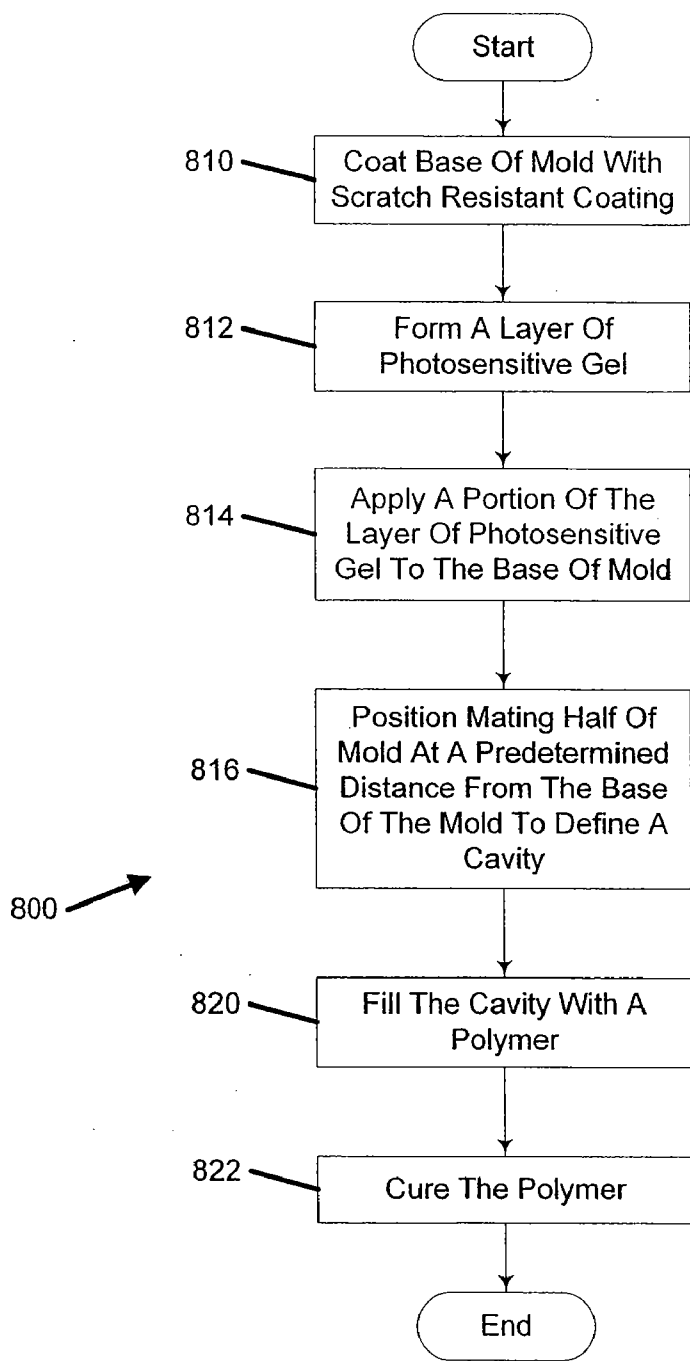 Start
810
Coat Base Of Mold With
Scratch Resistant Coating
812
Form A Layer Of
Photosensitive Gel
814
Apply A Portion Of The
Layer Of Photosensitive
Gel To The Base Of Mold
816
Position Mating Half Of
Mold At A Predetermined
Distance From The Base
Of The Mold To Define A
Cavity
800
820
Fill The Cavity With A
Polymer
822
Cure The Polymer
End